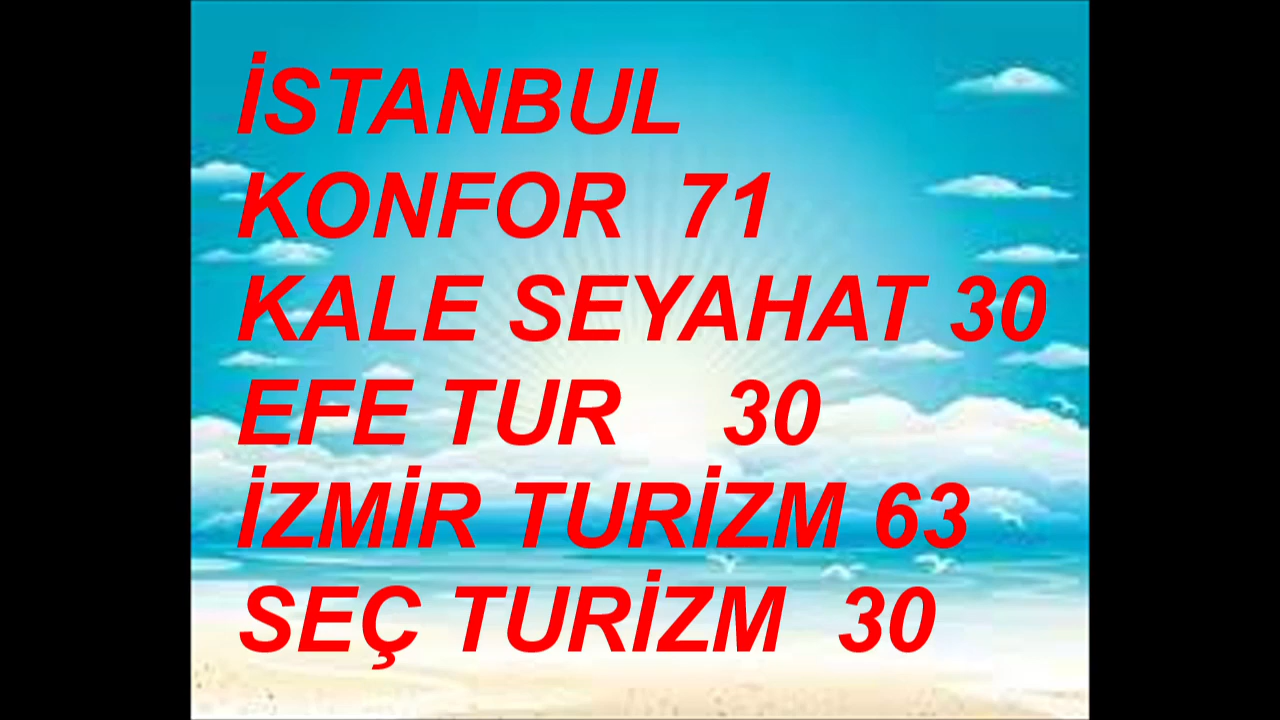 İSTANBUL
KONFOR 71
KALE SEYAHAT 30
EFE TUR 30
İZMİR TURİZM 63
SEÇ TURİZM 30